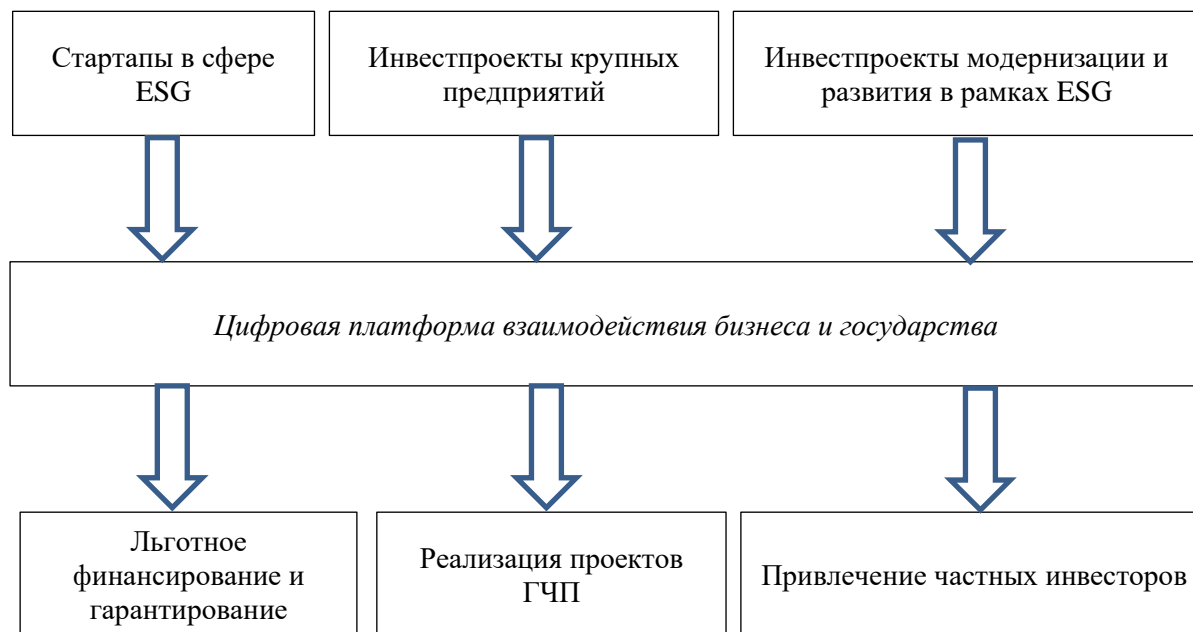 Стартапы в сфере
ESG
Инвестпроекты крупных
предприятий
Инвестпроекты модернизации и
развития в рамках ESG
Цифровая платформа взаимодействия бизнеса и государства
Льготное
финансирование и
гарантирование
Реализация проектов
ГЧП
Привлечение частных инвесторов